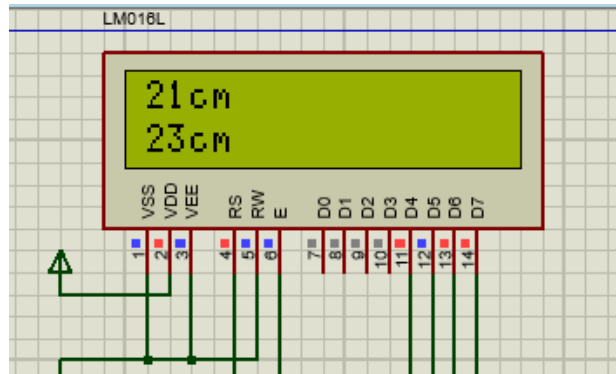 LM016L
21cm
23cm
VSS VDD VEE RS RW E D0 D1 D2 D3 D4 D5 D6 D7
1 2 3 4 5 6 7 8 9 10 11 12 13 14